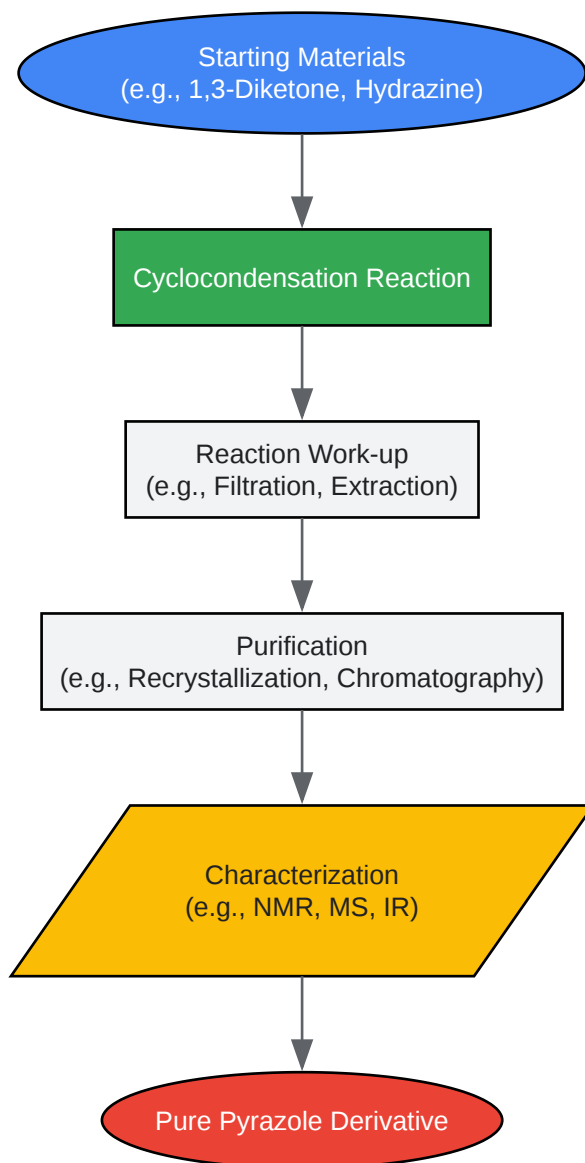 Starting Materials
(e.g., 1,3-Diketone, Hydrazine)
Cyclocondensation Reaction
Reaction Work-up
(e.g., Filtration, Extraction)
Purification
(e.g., Recrystallization, Chromatography)
Characterization
(e.g., NMR, MS, IR)
Pure Pyrazole Derivative